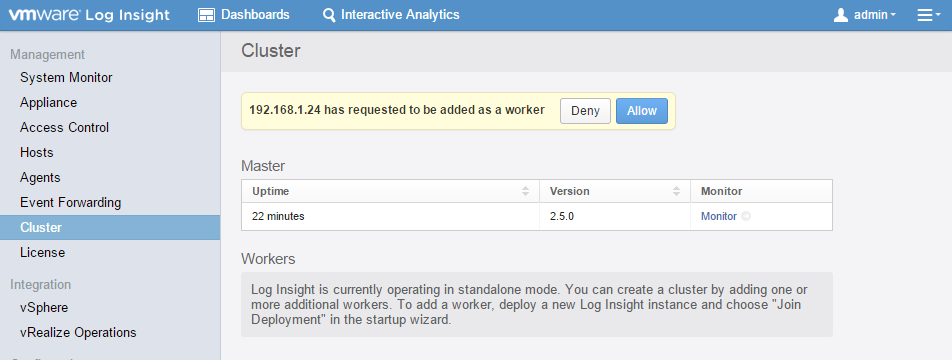 vmware Log Insight Dashboards Interactive Analytics admin
Management
System Monitor
Appliance
Access Control
Hosts
Agents
Event Forwarding
Cluster
License
Integration
vSphere
vRealize Operations
Cluster
192.168.1.24 has requested to be added as a worker Deny Allow
Master
Uptime Version Monitor
22 minutes 2.5.0 Monitor
Workers
Log Insight is currently operating in standalone mode. You can create a cluster by adding one or
more additional workers. To add a worker, deploy a new Log Insight instance and choose "Join
Deployment" in the startup wizard.